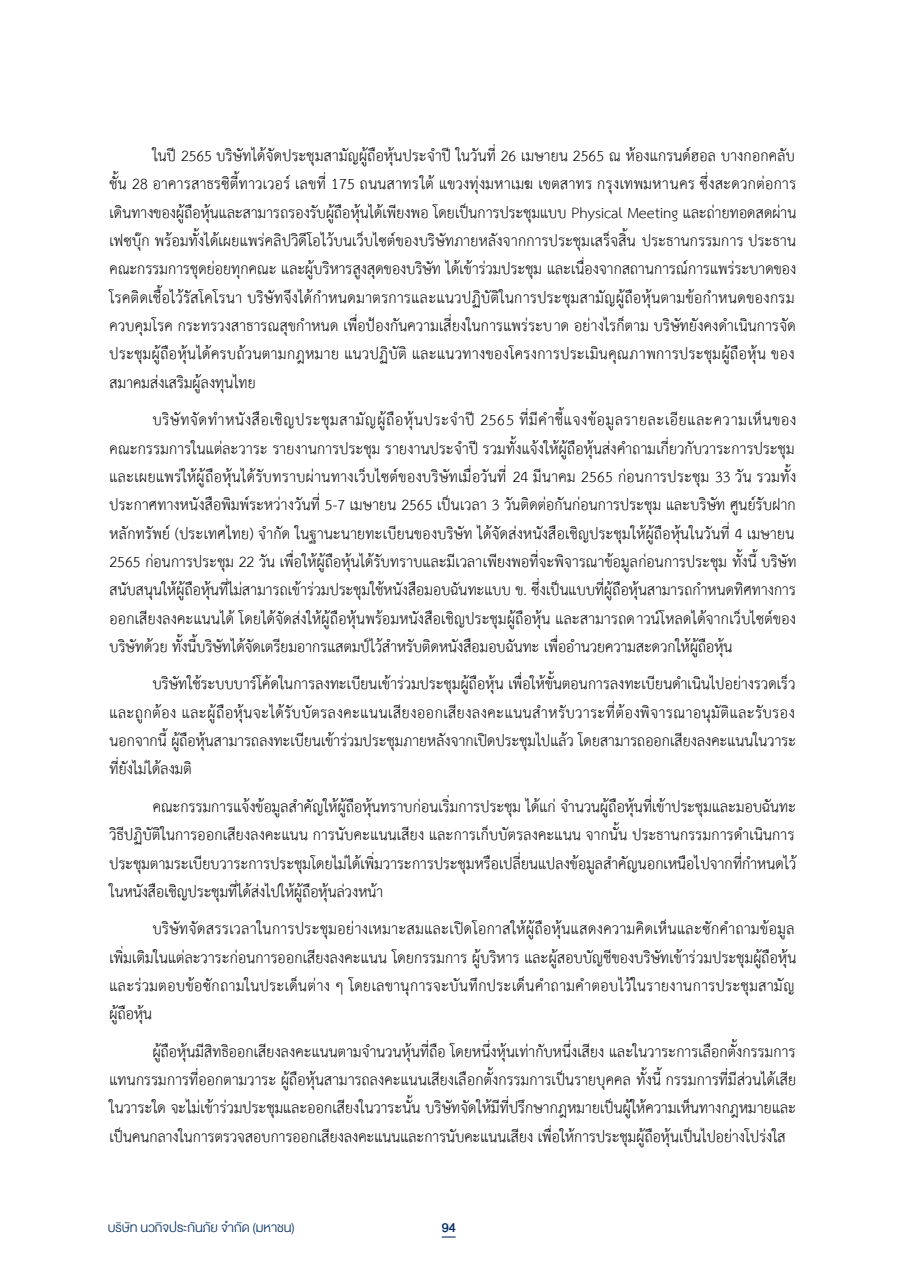 ในปี 2565 บริษัทได้จัดประชุมสามัญผู้ถือหุ้นประจำปี ในวันที่ 26 เมษายน 2565 ณ ห้องแกรนด์ฮอล บางกอกคลับ
ชั้น 28 อาคารสาธรซิตี้ทาวเวอร์ เลขที่ 175 ถนนสาทรใต้ แขวงทุ่งมหาเมฆ เขตสาทร กรุงเทพมหานคร ซึ่งสะดวกต่อการ
เดินทางของผู้ถือหุ้นและสามารถรองรับผู้ถือหุ้นได้เพียงพอ โดยเป็นการประชุมแบบ Physical Meeting และถ่ายทอดสดผ่าน
เฟซบุ๊ก พร้อมทั้งได้เผยแพร่คลิปวิดีโอไว้บนเว็บไซต์ของบริษัทภายหลังจากการประชุมเสร็จสิ้น ประธานกรรมการ ประธาน
คณะกรรมการชุดย่อยทุกคณะ และผู้บริหารสูงสุดของบริษัท ได้เข้าร่วมประชุม และเนื่องจากสถานการณ์การแพร่ระบาดของ
โรคติดเชื้อไว้รัสโคโรนา บริษัทจึงได้กำหนดมาตรการและแนวปฏิบัติในการประชุมสามัญผู้ถือหุ้นตามข้อกำหนดของกรม
ควบคุมโรค กระทรวงสาธารณสุขกำหนด เพื่อป้องกันความเสี่ยงในการแพร่ระบาด อย่างไรก็ตาม บริษัทยังคงดำเนินการจัด
ประชุมผู้ถือหุ้นได้ครบถ้วนตามกฎหมาย แนวปฏิบัติ และแนวทางของโครงการประเมินคุณภาพการประชุมผู้ถือหุ้น ของ
สมาคมส่งเสริมผู้ลงทุนไทย
บริษัทจัดทำหนังสือเชิญประชุมสามัญผู้ถือหุ้นประจำปี 2565 ที่มีคำชี้แจงข้อมูลรายละเอียและความเห็นของ
คณะกรรมการในแต่ละวาระ รายงานการประชุม รายงานประจำปี รวมทั้งแจ้งให้ผู้ถือหุ้นส่งคำถามเกี่ยวกับวาระการประชุม
และเผยแพร่ให้ผู้ถือหุ้นได้รับทราบผ่านทางเว็บไซต์ของบริษัทเมื่อวันที่ 24 มีนาคม 2565 ก่อนการประชุม 33 วัน รวมทั้ง
ประกาศทางหนังสือพิมพ์ระหว่างวันที่ 5-7 เมษายน 2565 เป็นเวลา 3 วันติดต่อกันก่อนการประชุม และบริษัท ศูนย์รับฝาก
หลักทรัพย์ (ประเทศไทย) จำกัด ในฐานะนายทะเบียนของบริษัท ได้จัดส่งหนังสือเชิญประชุมให้ผู้ถือหุ้นในวันที่ 4 เมษายน
2565 ก่อนการประชุม 22 วัน เพื่อให้ผู้ถือหุ้นได้รับทราบและมีเวลาเพียงพอที่จะพิจารณาข้อมูลก่อนการประชุม ทั้งนี้ บริษัท
สนับสนุนให้ผู้ถือหุ้นที่ไม่สามารถเข้าร่วมประชุมใช้หนังสือมอบฉันทะแบบ ข. ซึ่งเป็นแบบที่ผู้ถือหุ้นสามารถกำหนดทิศทางการ
ออกเสียงลงคะแนนได้ โดยได้จัดส่งให้ผู้ถือหุ้นพร้อมหนังสือเชิญประชุมผู้ถือหุ้น และสามารถดาวน์โหลดได้จากเว็บไซต์ของ
บริษัทด้วย ทั้งนี้บริษัทได้จัดเตรียมอากรแสตมป์ไว้สำหรับติดหนังสือมอบฉันทะ เพื่ออำนวยความสะดวกให้ผู้ถือหุ้น
บริษัทใช้ระบบบาร์โค้ดในการลงทะเบียนเข้าร่วมประชุมผู้ถือหุ้น เพื่อให้ขั้นตอนการลงทะเบียนดำเนินไปอย่างรวดเร็ว
และถูกต้อง และผู้ถือหุ้นจะได้รับบัตรลงคะแนนเสียงออกเสียงลงคะแนนสำหรับวาระที่ต้องพิจารณาอนุมัติและรับรอง
นอกจากนี้ ผู้ถือหุ้นสามารถลงทะเบียนเข้าร่วมประชุมภายหลังจากเปิดประชุมไปแล้ว โดยสามารถออกเสียงลงคะแนนในวาระ
ที่ยังไม่ได้ลงมติ
คณะกรรมการแจ้งข้อมูลสำคัญให้ผู้ถือหุ้นทราบก่อนเริ่มการประชุม ได้แก่ จำนวนผู้ถือหุ้นที่เข้าประชุมและมอบฉันทะ
วิธีปฏิบัติในการออกเสียงลงคะแนน การนับคะแนนเสียง และการเก็บบัตรลงคะแนน จากนั้น ประธานกรรมการดำเนินการ
ประชุมตามระเบียบวาระการประชุมโดยไม่ได้เพิ่มวาระการประชุมหรือเปลี่ยนแปลงข้อมูลสำคัญนอกเหนือไปจากที่กำหนดไว้
ในหนังสือเชิญประชุมที่ได้ส่งไปให้ผู้ถือหุ้นล่วงหน้า
บริษัทจัดสรรเวลาในการประชุมอย่างเหมาะสมและเปิดโอกาสให้ผู้ถือหุ้นแสดงความคิดเห็นและซักคำถามข้อมูล
เพิ่มเติมในแต่ละวาระก่อนการออกเสียงลงคะแนน โดยกรรมการ ผู้บริหาร และผู้สอบบัญชีของบริษัทเข้าร่วมประชุมผู้ถือหุ้น
และร่วมตอบข้อซักถามในประเด็นต่าง ๆ โดยเลขานุการจะบันทึกประเด็นคำถามคำตอบไว้ในรายงานการประชุมสามัญ
ผู้ถือหุ้น
ผู้ถือหุ้นมีสิทธิออกเสียงลงคะแนนตามจำนวนหุ้นที่ถือ โดยหนึ่งหุ้นเท่ากับหนึ่งเสียง และในวาระการเลือกตั้งกรรมการ
แทนกรรมการที่ออกตามวาระ ผู้ถือหุ้นสามารถลงคะแนนเสียงเลือกตั้งกรรมการเป็นรายบุคคล ทั้งนี้ กรรมการที่มีส่วนได้เสีย
ในวาระใด จะไม่เข้าร่วมประชุมและออกเสียงในวาระนั้น บริษัทจัดให้มีที่ปรึกษากฎหมายเป็นผู้ให้ความเห็นทางกฎหมายและ
เป็นคนกลางในการตรวจสอบการออกเสียงลงคะแนนและการนับคะแนนเสียง เพื่อให้การประชุมผู้ถือหุ้นเป็นไปอย่างโปร่งใส
บริษัท นวกิจประกันภัย จำกัด (มหาชน)
94